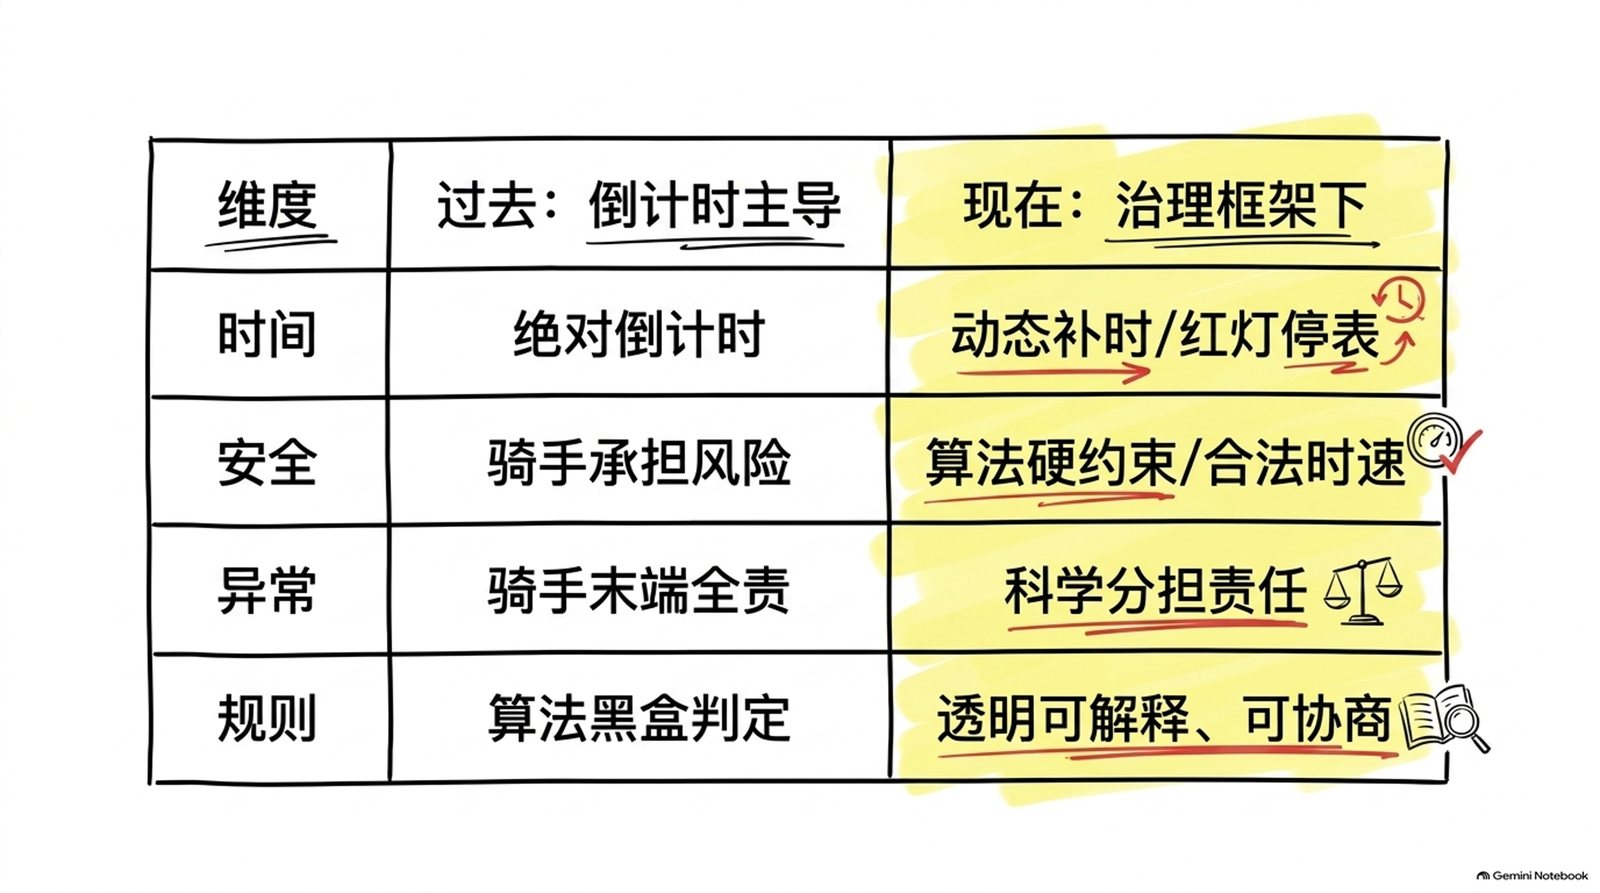 维度 过去：倒计时主导 现在：治理框架下
时间 绝对倒计时 动态补时/红灯停表
安全 骑手承担风险 算法硬约束/合法时速
异常 骑手末端全责 科学分担责任
规则 算法黑盒判定 透明可解释、可协商
Gemini Notebook